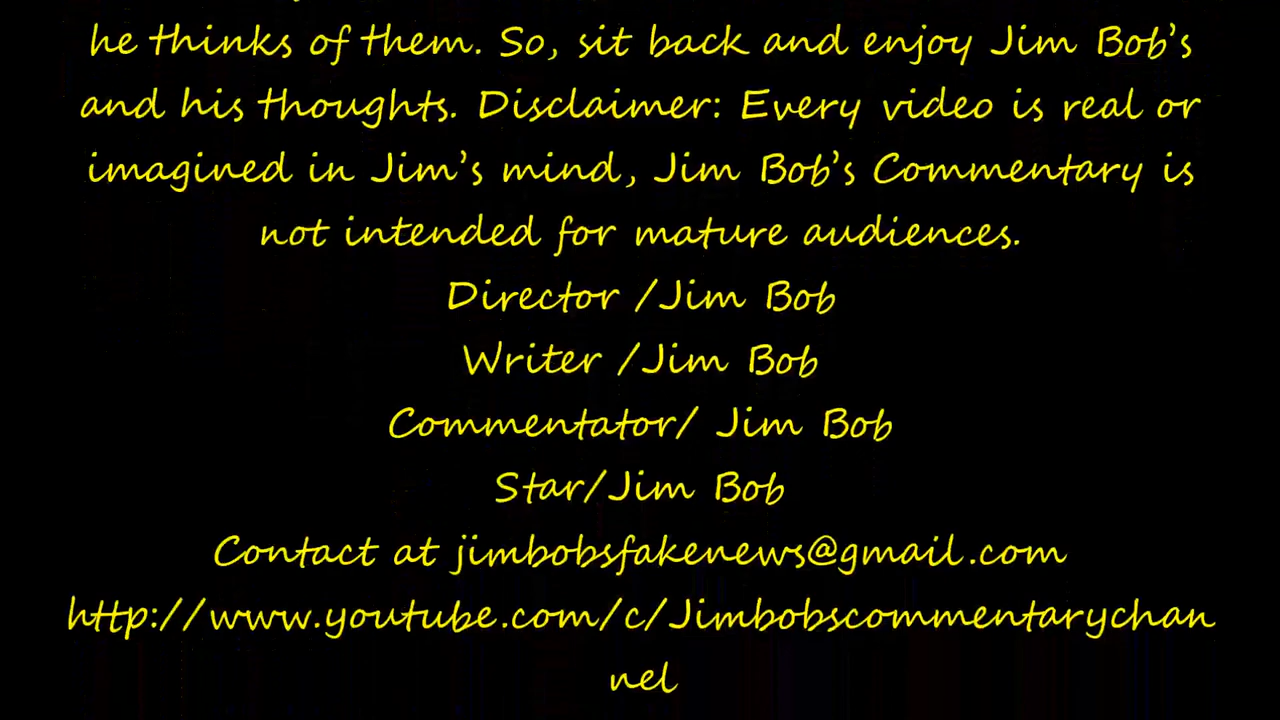 he thinks of them. So, sit back and enjoy Jim Bob's
and his thoughts. Disclaimer: Every video is real or
imagined in Jim's mind, Jim Bob's Commentary is
not intended for mature audiences.
Director /Jim Bob
Writer /Jim Bob
Commentator/ Jim Bob
Star/Jim Bob
Contact at jimbobsfakenews@gmail.com
http://www.youtube.com/c/Jimbobscommentarychan
nel